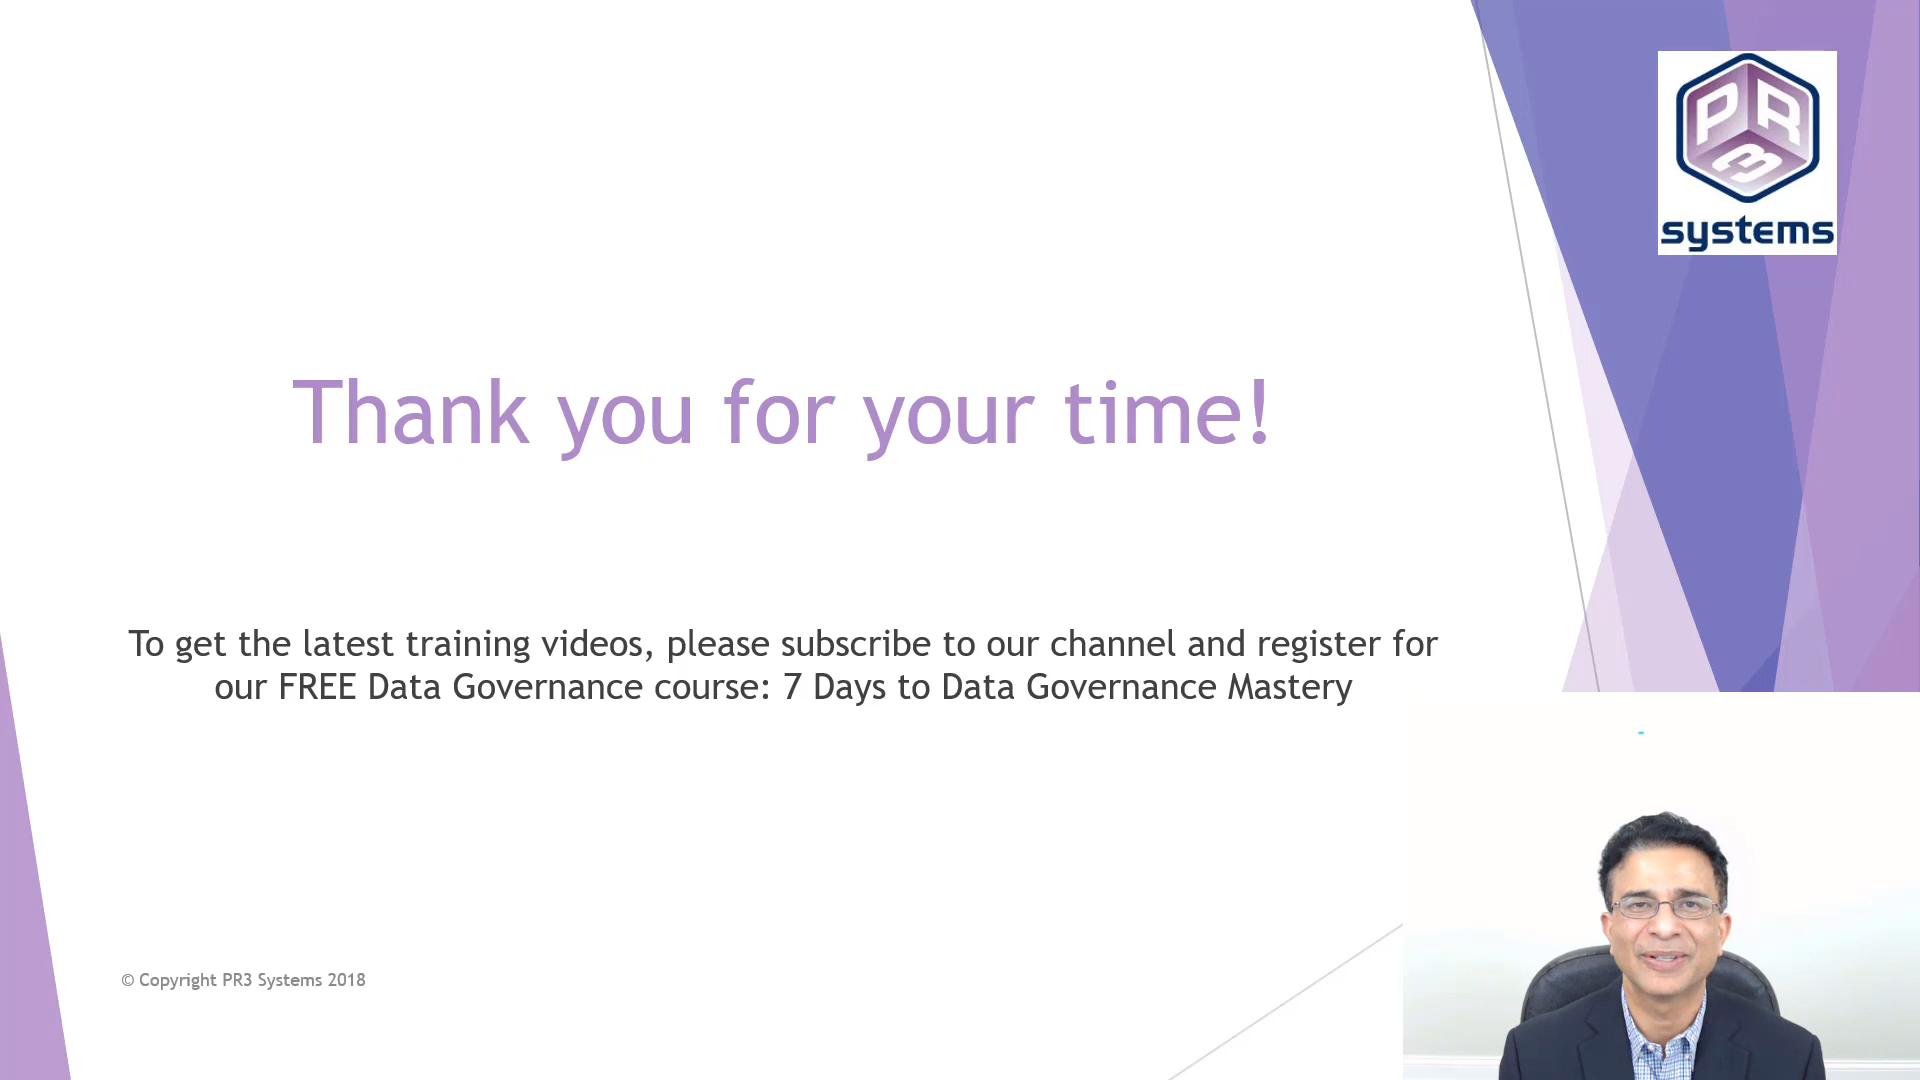 PR3
systems
Thank you for your time!
To get the latest training videos, please subscribe to our channel and register for
our FREE Data Governance course: 7 Days to Data Governance Mastery
© Copyright PR3 Systems 2018